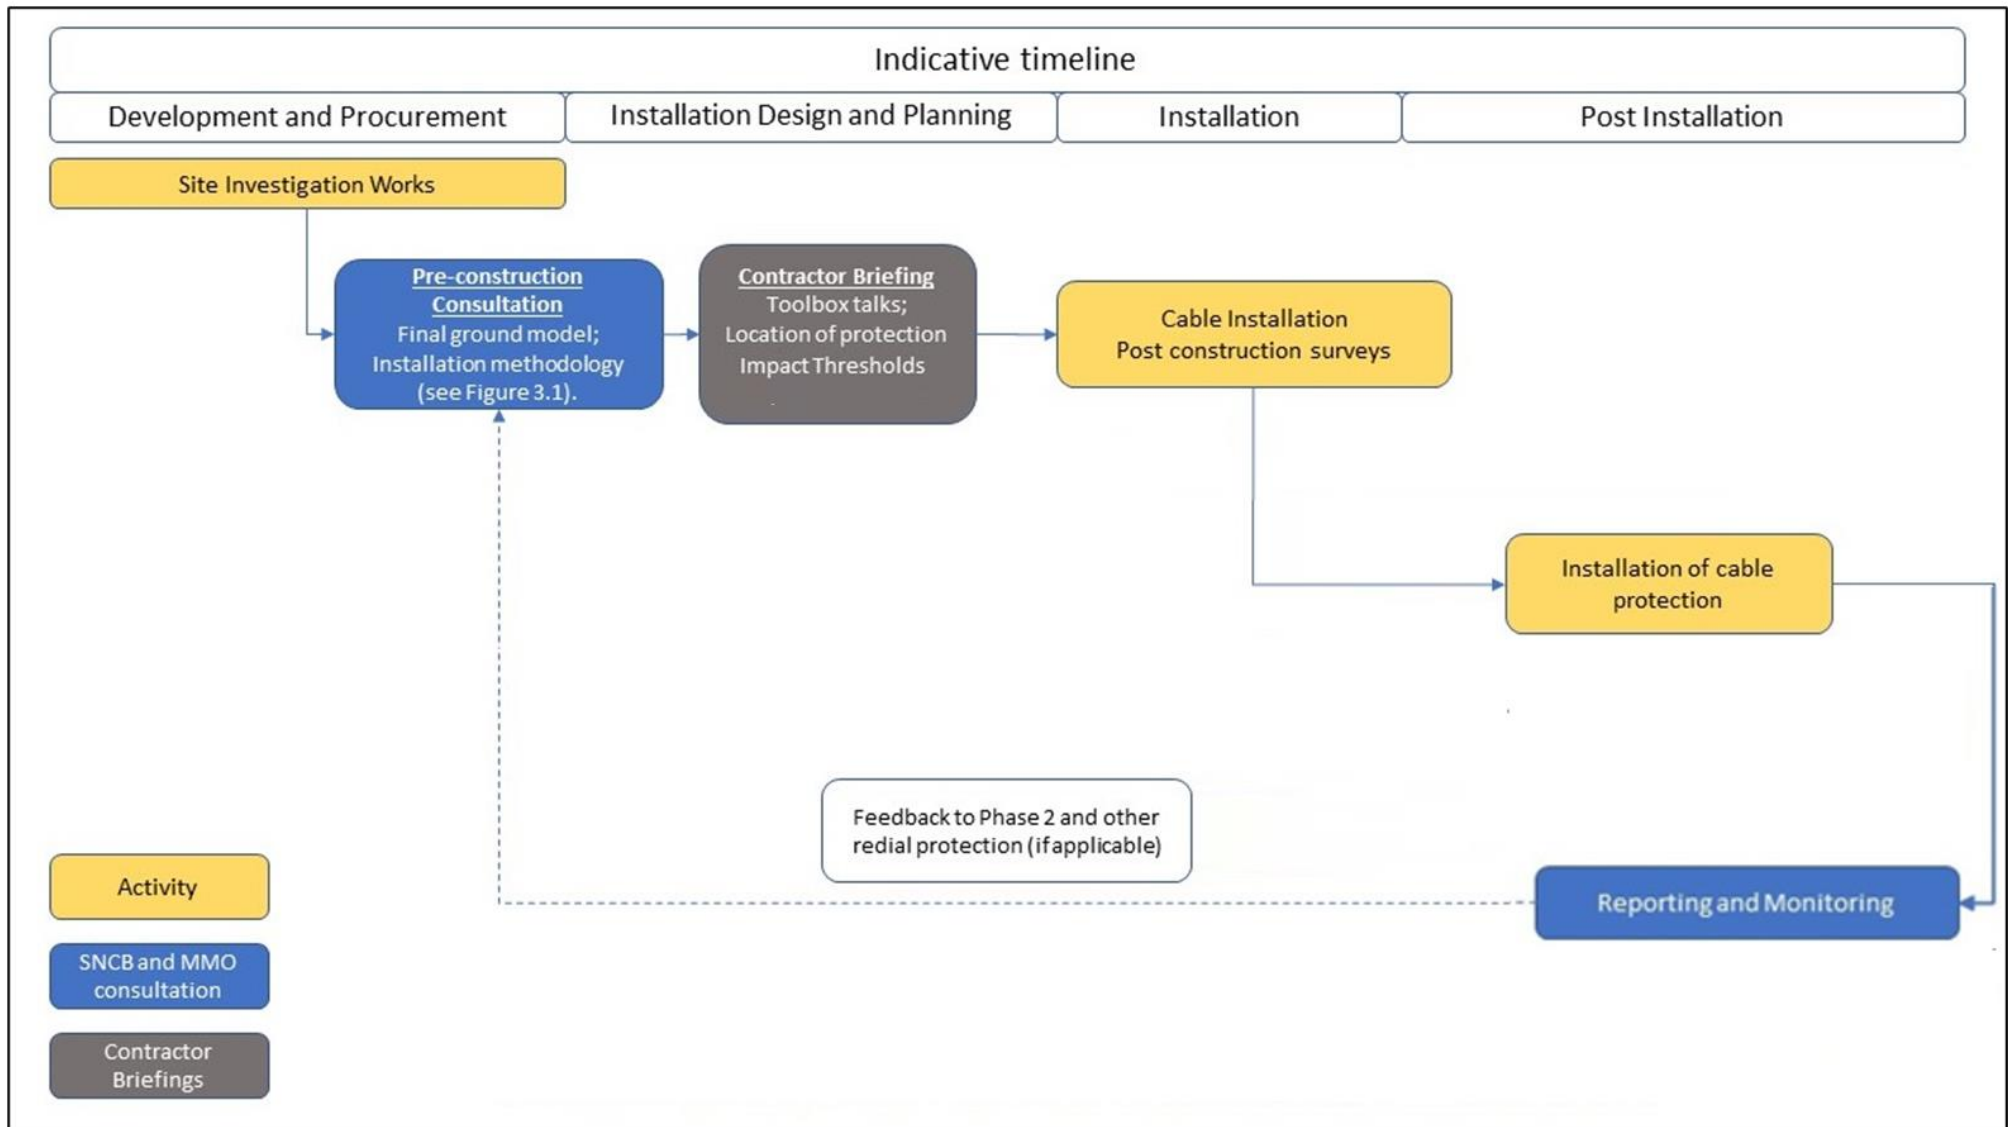 Indicative timeline
Development and Procurement
Installation Design and Planning
Installation
Post Installation
Site Investigation Works
Pre-construction
Consultation
Final ground model;
Installation methodology
(see Figure 3.1).
Contractor Briefing
Toolbox talks;
Location of protection
Impact Thresholds
Cable Installation
Post construction surveys
Installation of cable
protection
Feedback to Phase 2 and other
redial protection (if applicable)
Reporting and Monitoring
Activity
SNCB and MMO
consultation
Contractor
Briefings